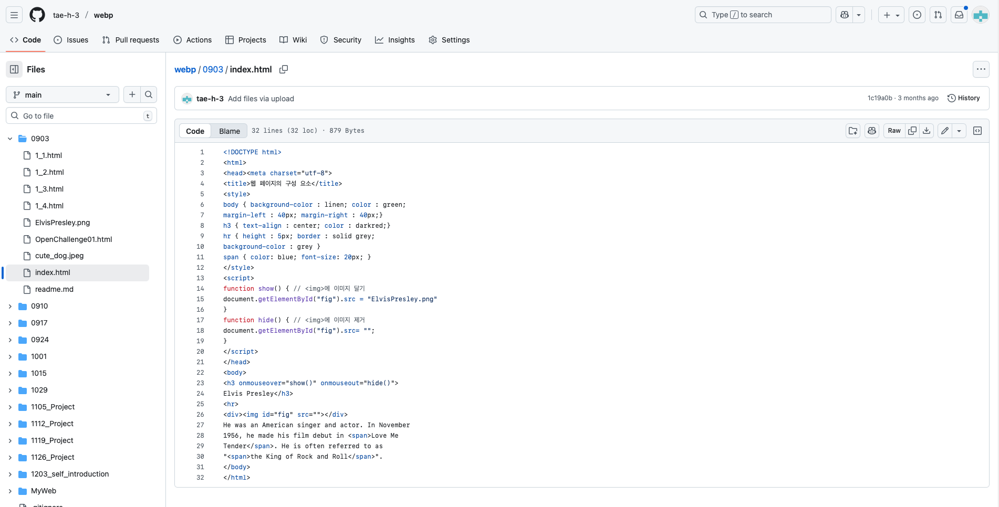 tae-h-3 / webp
Type / to search
Code Issues Pull requests Actions Projects Wiki Security Insights Settings
Files
main
Go to file t
0903
1_1.html
1_2.html
1_3.html
1_4.html
ElvisPresley.png
OpenChallenge01.html
cute_dog.jpeg
index.html
readme.md
0910
0917
0924
1001
1015
1029
1105_Project
1112_Project
1119_Project
1126_Project
1203_self_introduction
MyWeb
.gitignore
webp / 0903 / index.html
tae-h-3 Add files via upload
1c19a0b · 3 months ago History
Code Blame 32 lines (32 loc) · 879 Bytes
Raw
1 <!DOCTYPE html>
2 <html>
3 <head><meta charset="utf-8">
4 <title>웹 페이지의 구성 요소</title>
5 <style>
6 body { background-color : linen; color : green;
7 margin-left : 40px; margin-right : 40px;}
8 h3 { text-align : center; color : darkred;}
9 hr { height : 5px; border : solid grey;
10 background-color : grey }
11 span { color: blue; font-size: 20px; }
12 </style>
13 <script>
14 function show() { // <img>에 이미지 달기
15 document.getElementById("fig").src = "ElvisPresley.png"
16 }
17 function hide() { // <img>에 이미지 제거
18 document.getElementById("fig").src= "";
19 }
20 </script>
21 </head>
22 <body>
23 <h3 onmouseover="show()" onmouseout="hide()">
24 Elvis Presley</h3>
25 <hr>
26 <div><img id="fig" src=""></div>
27 He was an American singer and actor. In November
28 1956, he made his film debut in <span>Love Me
29 Tender</span>. He is often referred to as
30 "<span>the King of Rock and Roll</span>".
31 </body>
32 </html>